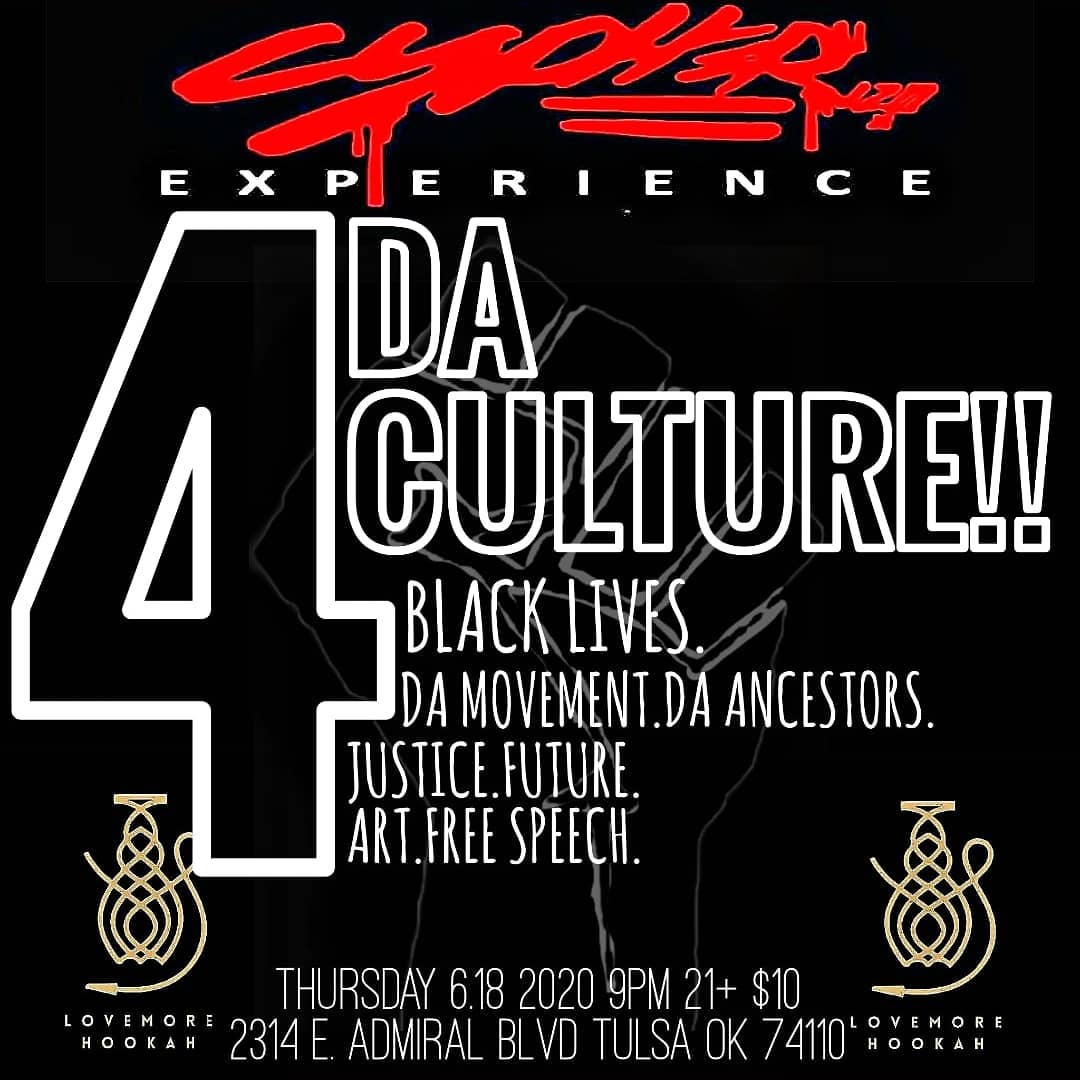 EXPERIENCE
4
DA
CULTURE!!
BLACK LIVES.
DA MOVEMENT.DA ANCESTORS.
JUSTICE.FUTURE.
ART.FREE SPEECH.
THURSDAY 6.18 2020 9PM 21+ $10
2314 E. ADMIRAL BLVD TULSA OK 74110
LOVEMORE
HOOKAH
LOVEMORE
HOOKAH